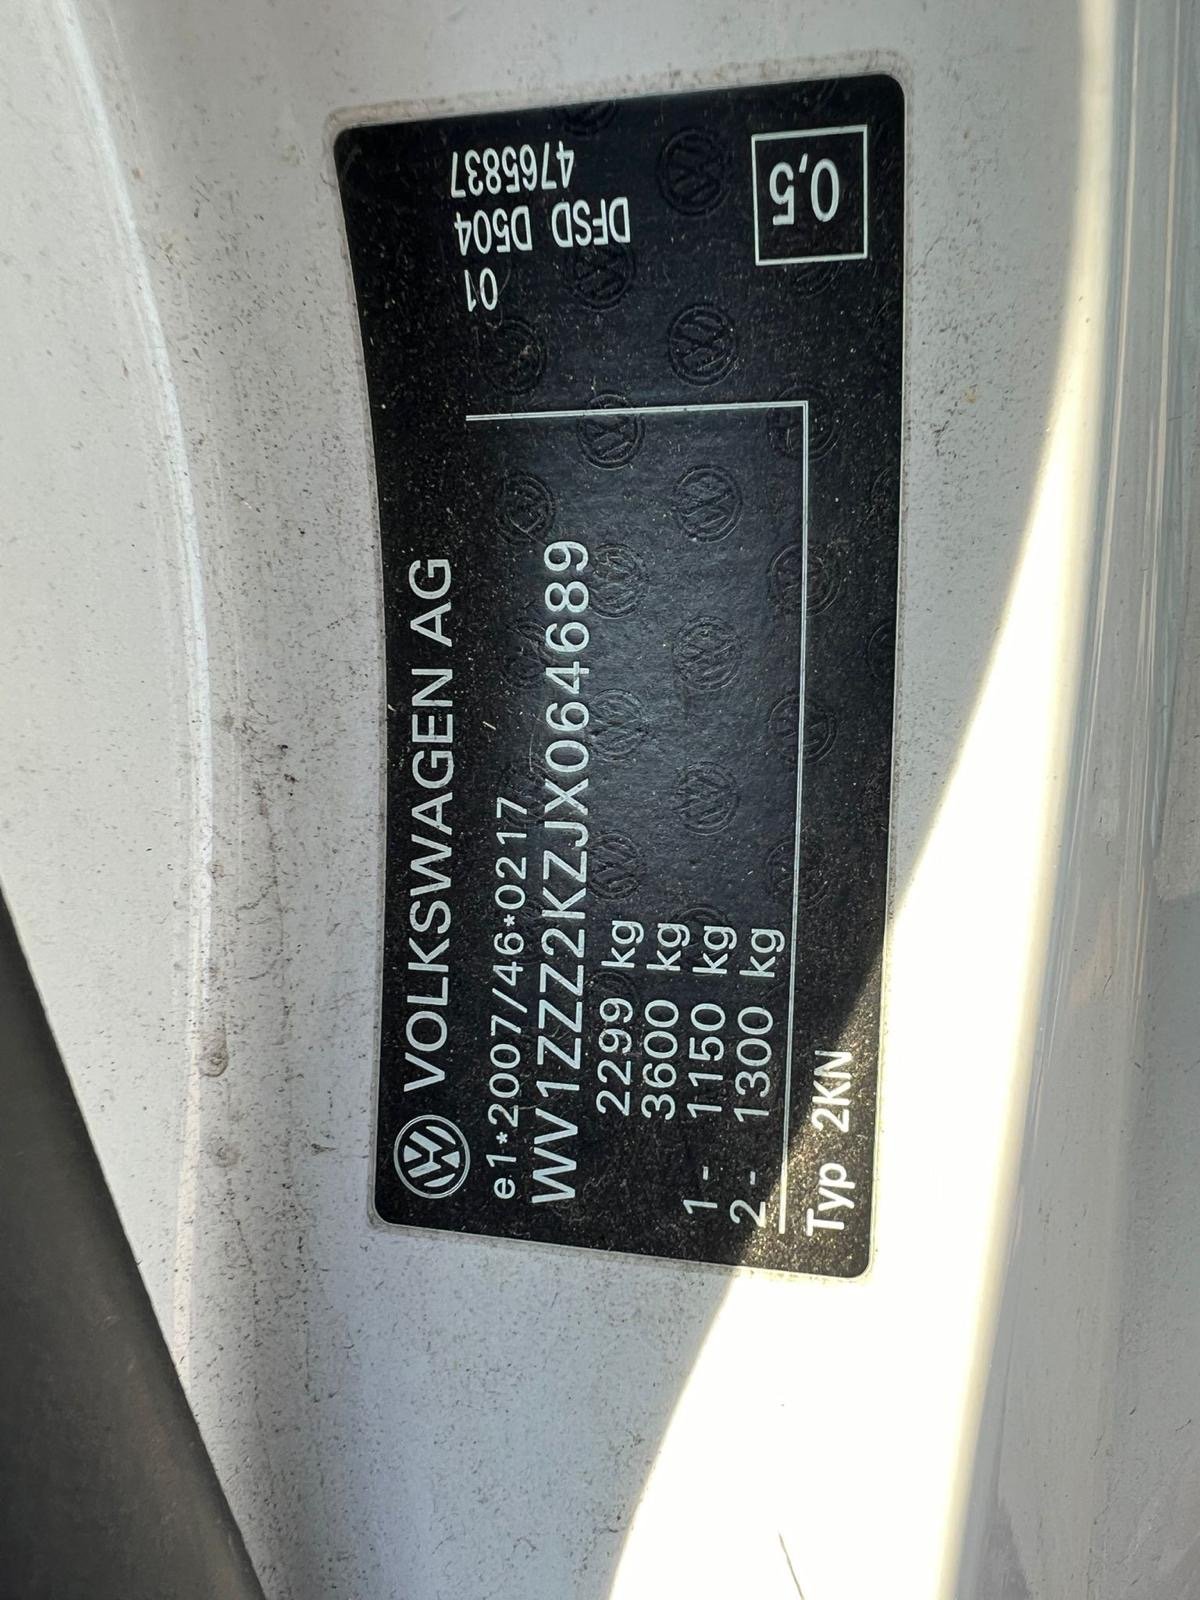 VOLKSWAGEN AG
e1*2007/46*0217
WV1ZZZ2KZJX064689
2299 kg
3600 kg
1- 1150 kg
2- 1300 kg
Typ 2KN
4765837
DFSD D504
01
0,5